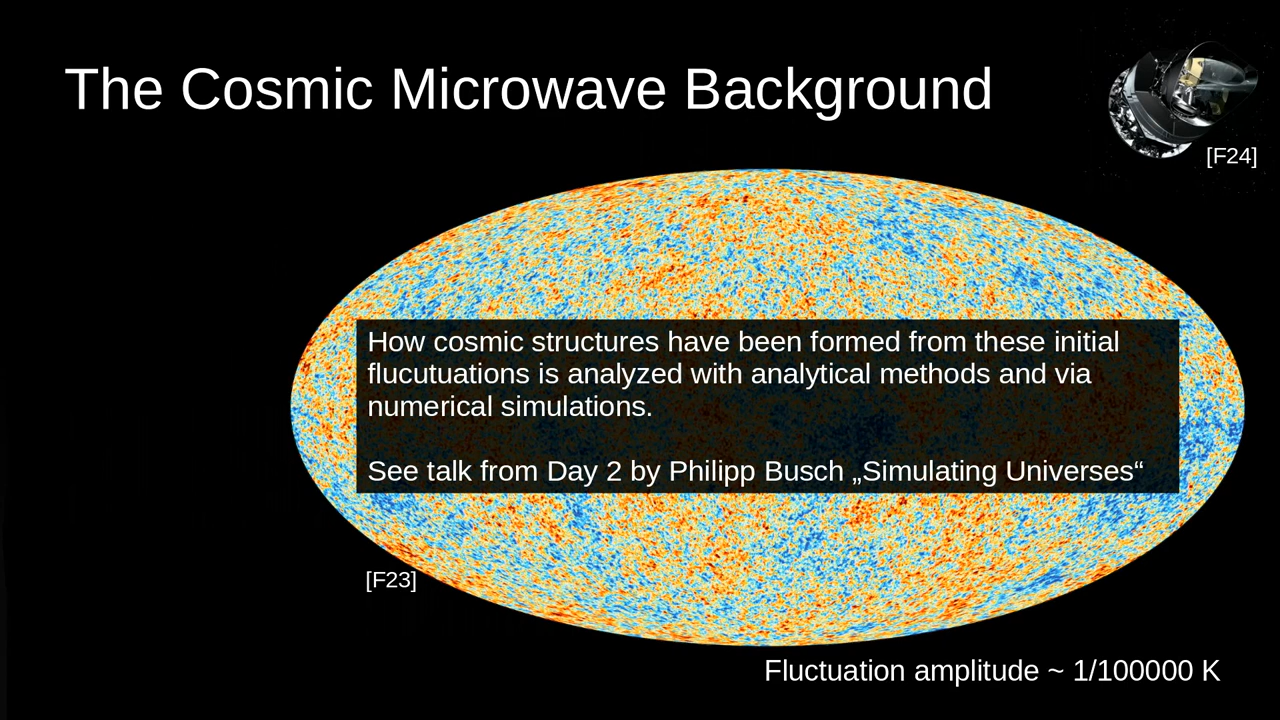 The Cosmic Microwave Background
[F24]
How cosmic structures have been formed from these initial
flucutuations is analyzed with analytical methods and via
numerical simulations.
See talk from Day 2 by Philipp Busch „Simulating Universes“
[F23]
Fluctuation amplitude ~ 1/100000 K